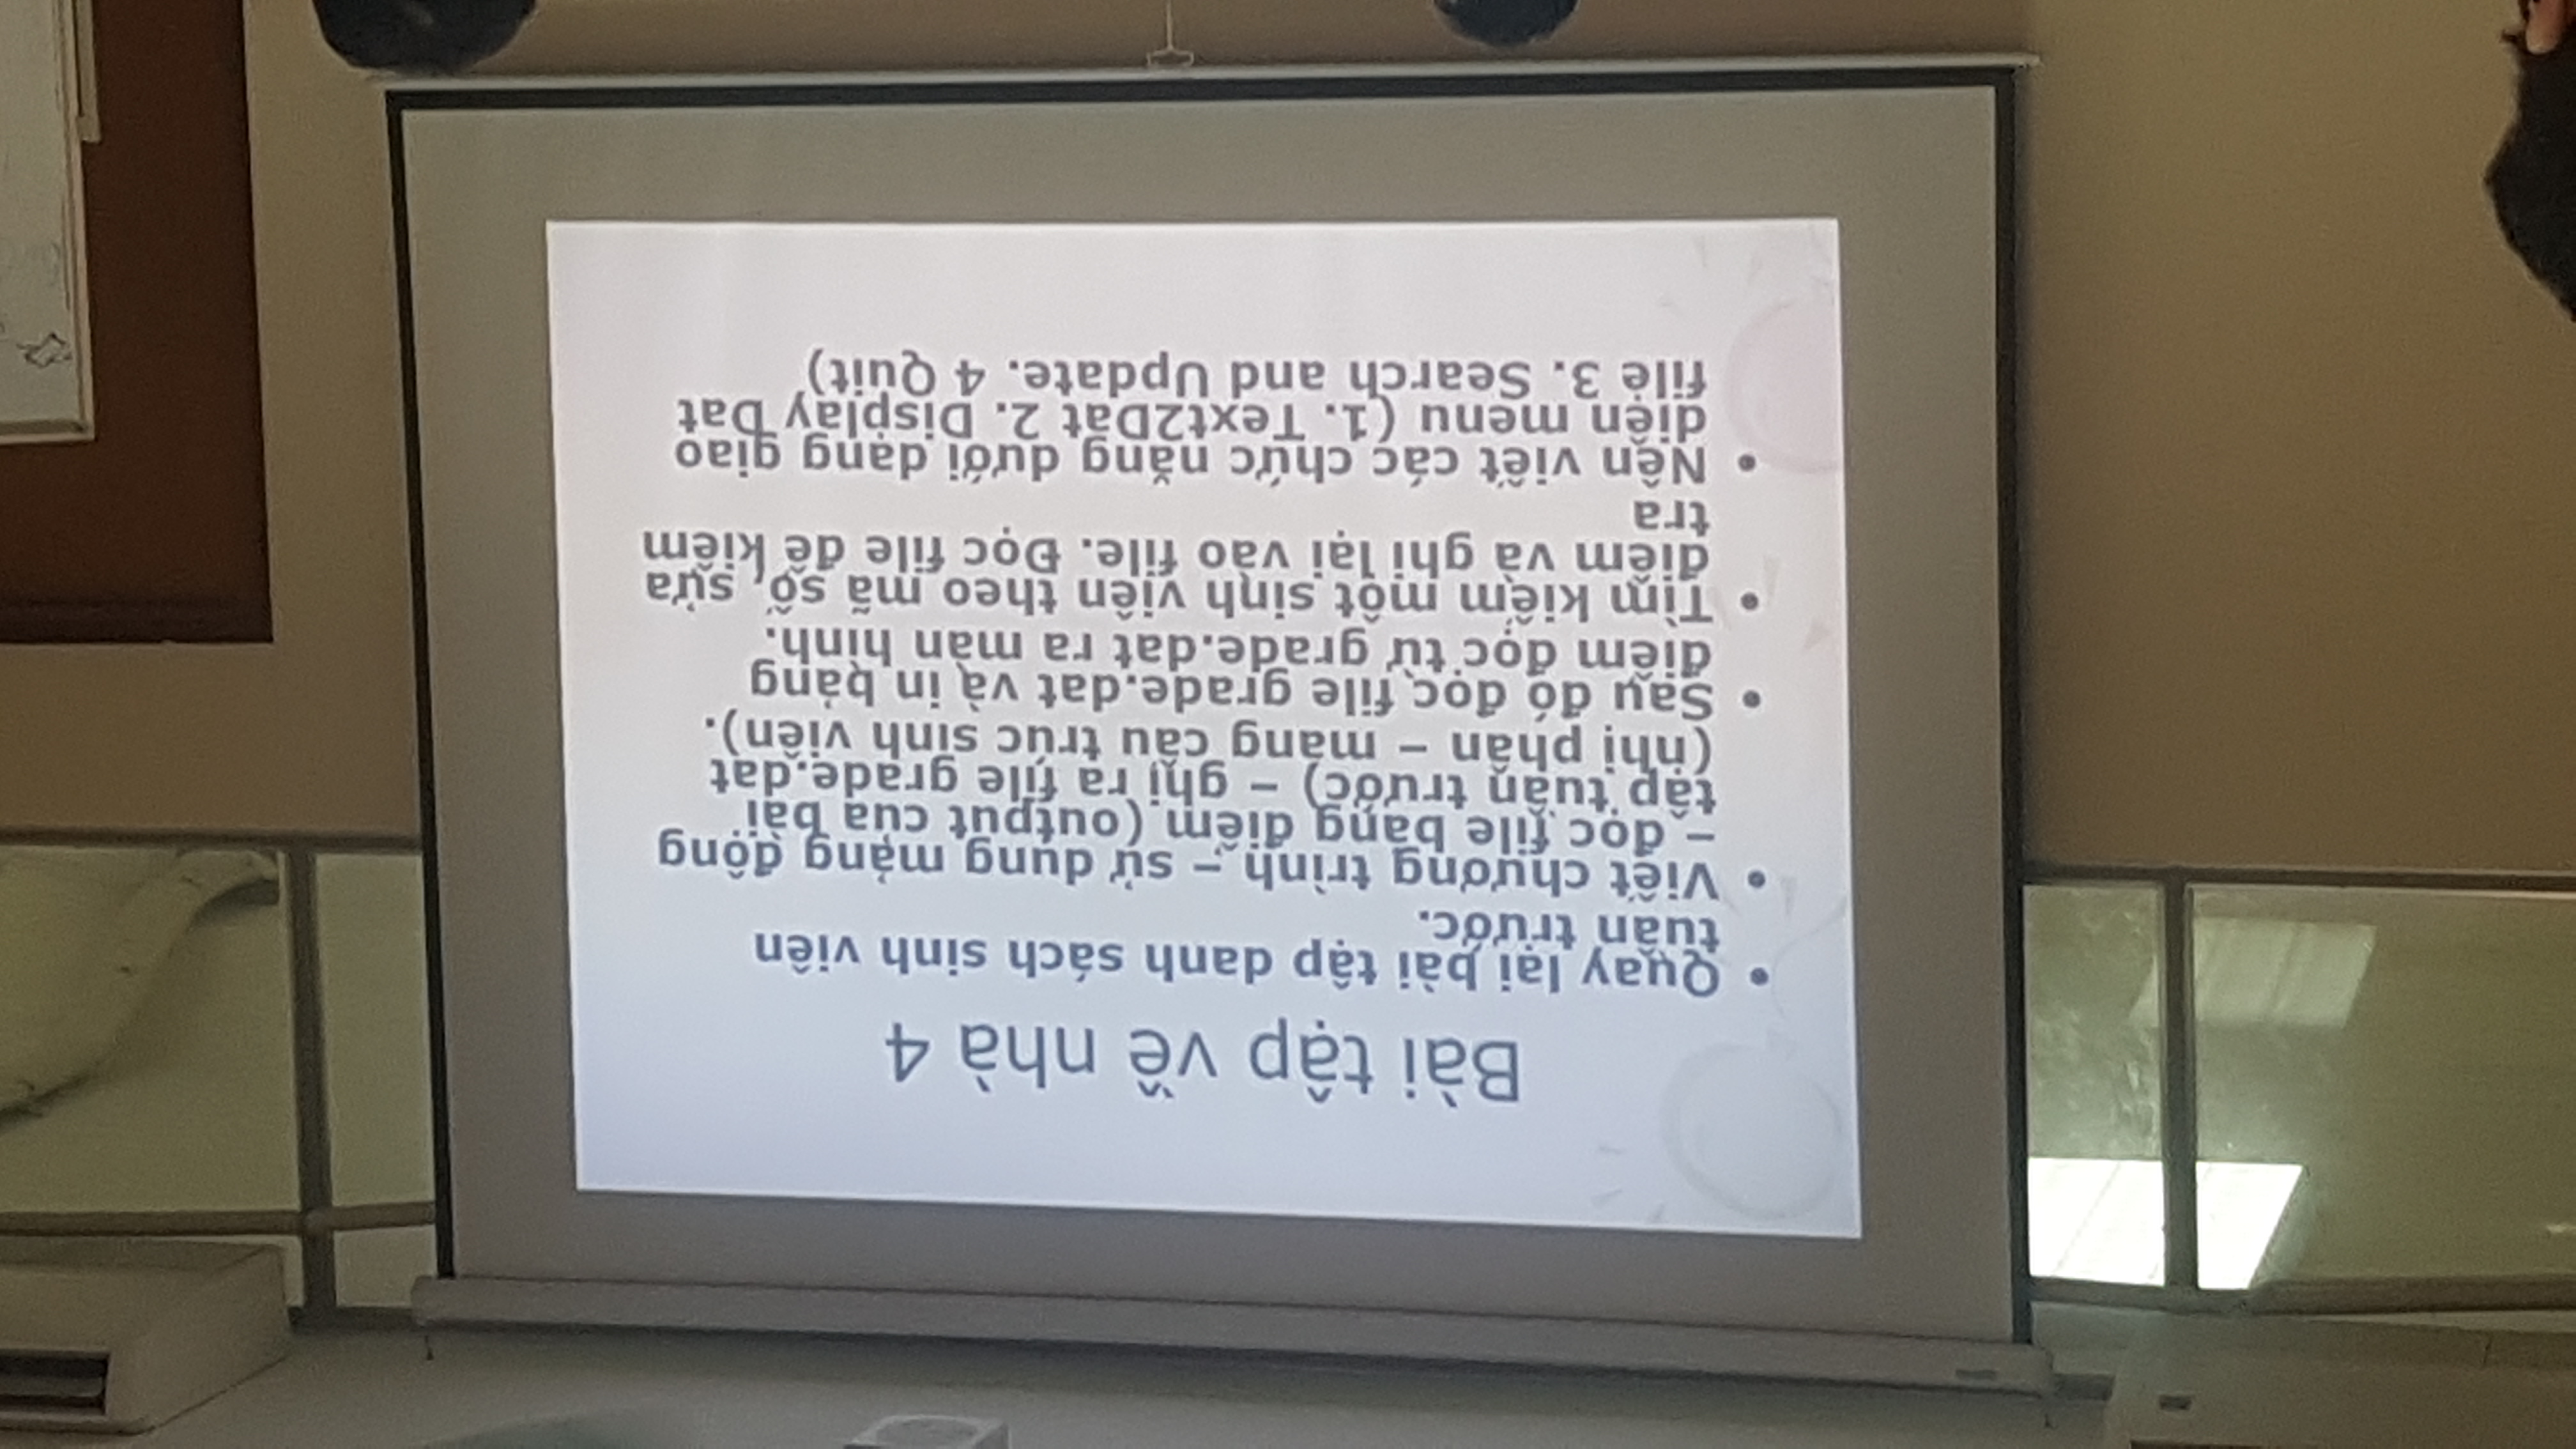 Bài tập về nhà 4
• Quay lại bài tập danh sách sinh viên
tuần trước.
• Viết chương trình – sử dụng mảng động
– đọc file bảng điểm (output của bài
tập tuần trước) – ghi ra file grade.dat
(nhị phân – mảng cấu trúc sinh viên).
• Sau đó đọc file grade.dat và in bảng
điểm đọc từ grade.dat ra màn hình.
• Tìm kiếm một sinh viên theo mã số, sửa
điểm và ghi lại vào file. Đọc file để kiểm
tra
• Nên viết các chức năng dưới dạng giao
diện menu (1. Text2Dat 2. Display Dat
file 3. Search and Update. 4 Quit)